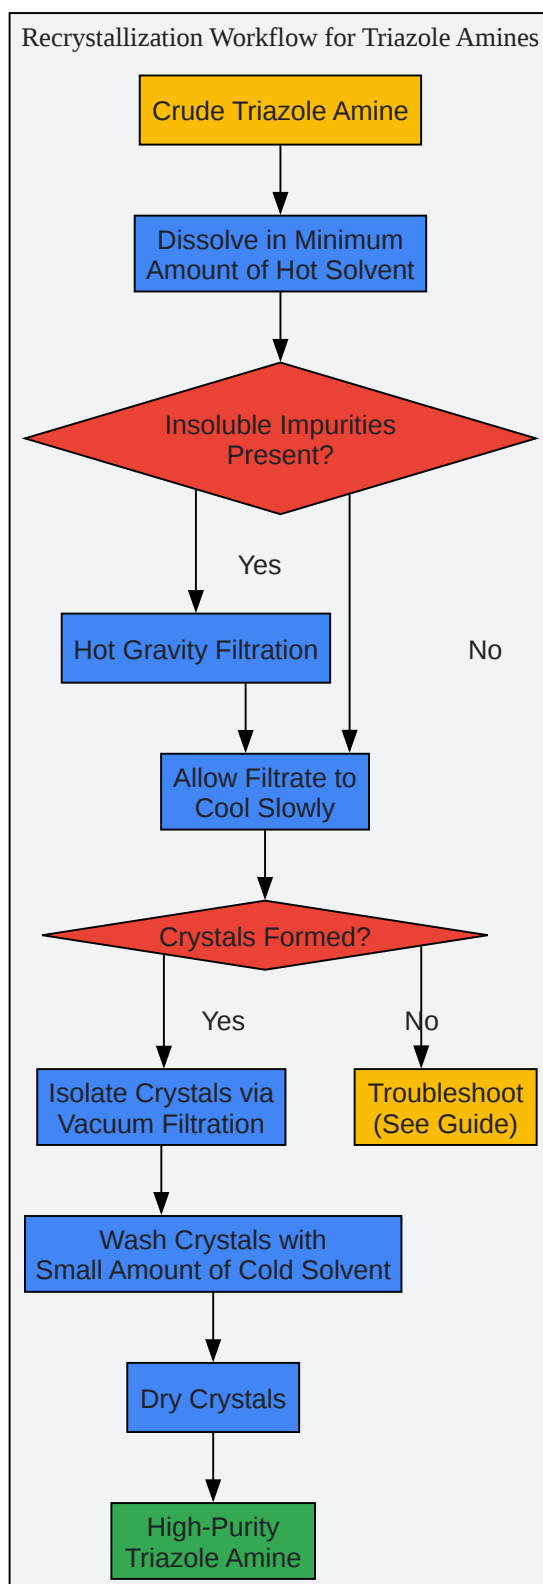 Recrystallization Workflow for Triazole Amines
Crude Triazole Amine
Dissolve in Minimum
Amount of Hot Solvent
Insoluble Impurities
Present?
Yes
Hot Gravity Filtration
No
Allow Filtrate to
Cool Slowly
Crystals Formed?
Yes
No
Isolate Crystals via
Vacuum Filtration
Troubleshoot
(See Guide)
Wash Crystals with
Small Amount of Cold Solvent
Dry Crystals
High-Purity
Triazole Amine